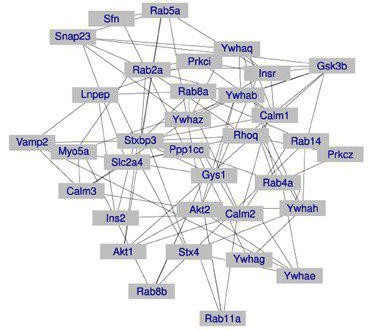 Rab5a
Sfn
Snap23
Ywhaq
Prkci
Gsk3b
Rab2a
Insr
Lnpep
Rab8a
Ywhab
Calm1
Ywhaz
Vamp2
Stxbp3
Rhoq
Rab14
Myo5a
Ppp1cc
Prkcz
Slc2a4
Gys1
Rab4a
Calm3
Akt2
Ywhah
Ins2
Calm2
Akt1
Stx4
Ywhag
Ywhae
Rab8b
Rab11a